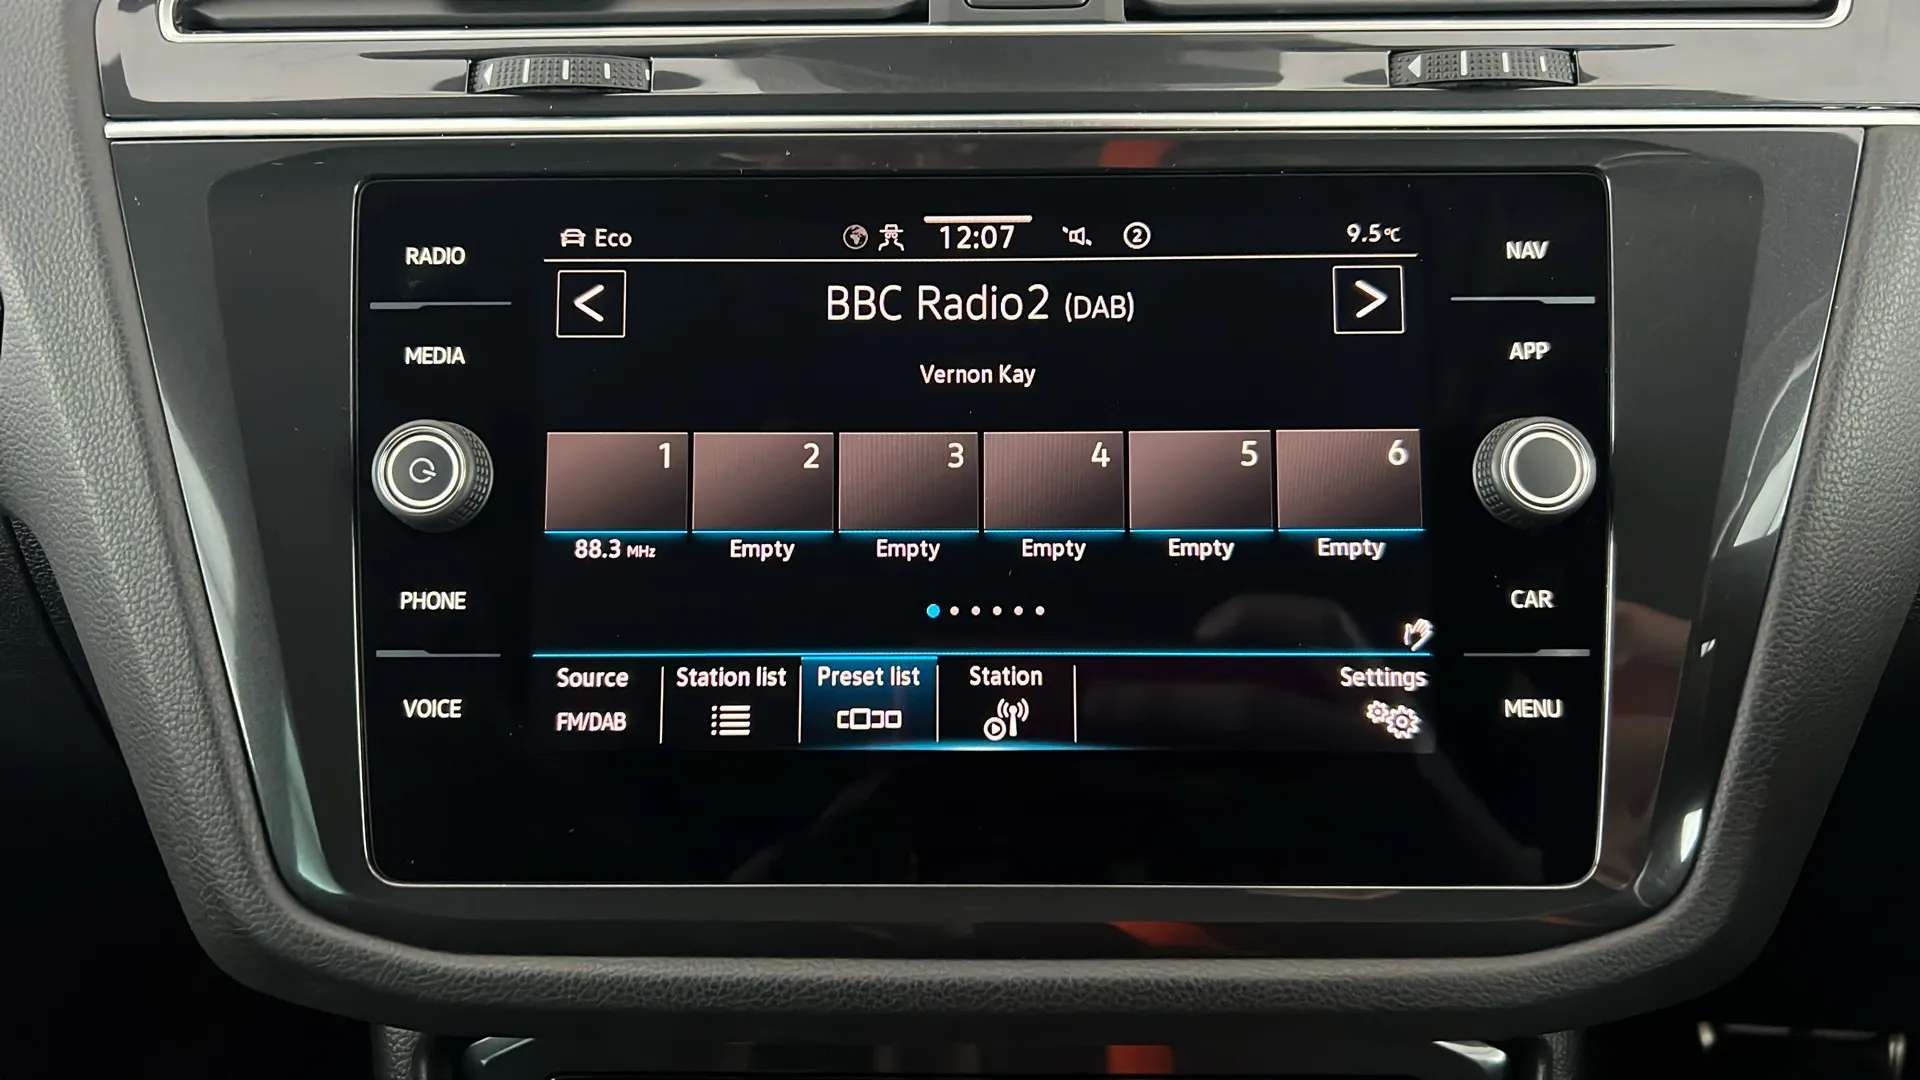 Eco
12:07
2
9.5°C
RADIO
MEDIA
PHONE
VOICE
<
BBC Radio2 (DAB)
>
Vernon Kay
1 2 3 4 5 6
88.3 MHz Empty Empty Empty Empty Empty
Source Station list Preset list Station Settings
FM/DAB
NAV
APP
CAR
MENU